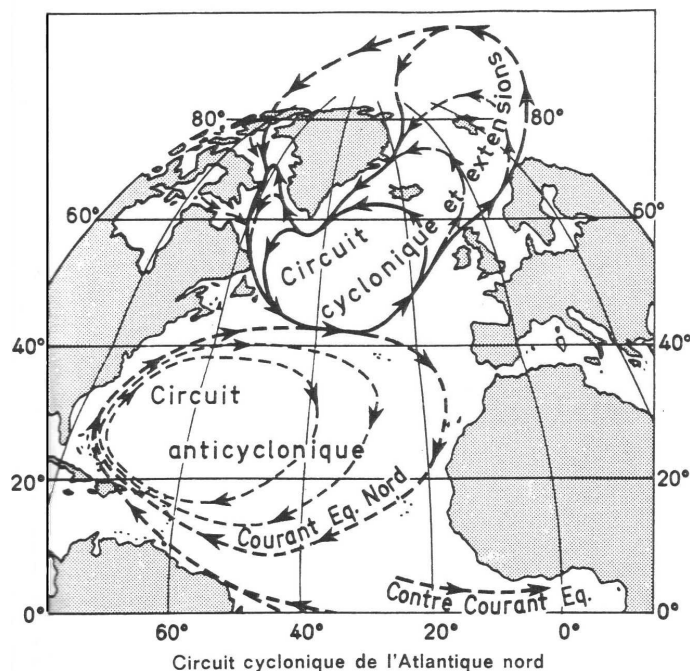 80°
80°
60°
60°
40°
40°
20°
20°
0°
0°
Circuit
cyclonique et extensions
Circuit
anticyclonique
Courant Eq. Nord
Contre Courant Eq.
60°
40°
20°
0°
Circuit cyclonique de l'Atlantique nord